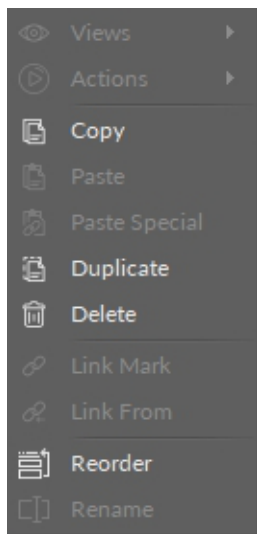 Views
Actions
Copy
Paste
Paste Special
Duplicate
Delete
Link Mark
Link From
Reorder
Rename